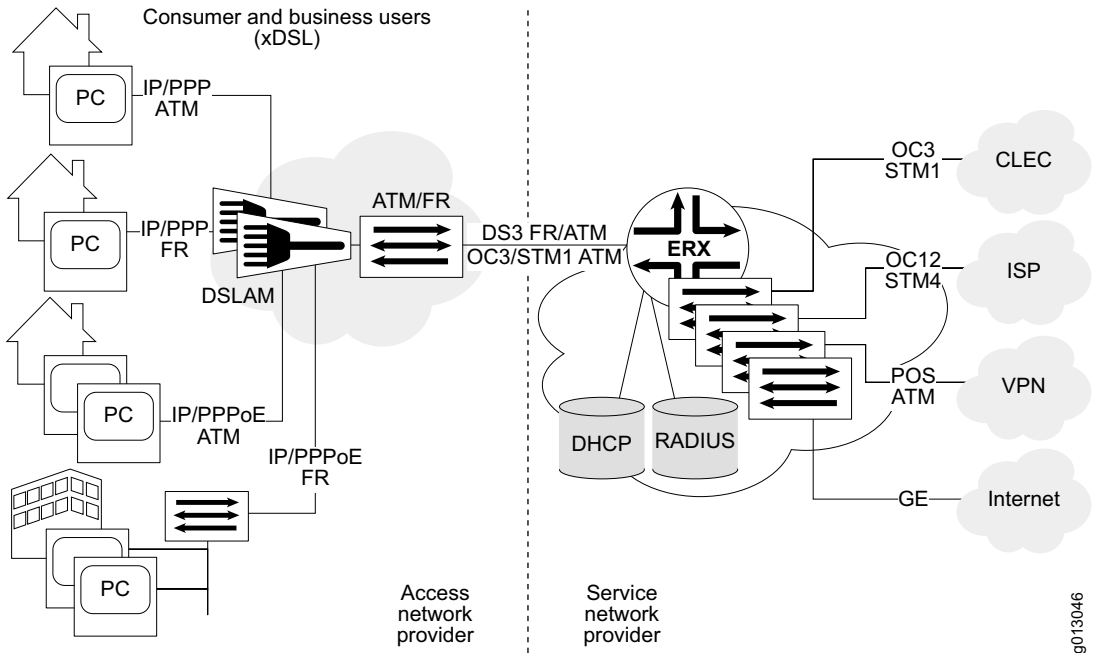 Consumer and business users
(xDSL)
PC
IP/PPP
ATM
PC
IP/PPP
FR
DSLAM
ATM/FR
DS3 FR/ATM
OC3/STM1 ATM
ERX
OC3
STM1
CLEC
OC12
STM4
ISP
POS
ATM
VPN
GE
Internet
DHCP
RADIUS
PC
IP/PPPoE
ATM
IP/PPPoE
FR
PC
Access
network
provider
Service
network
provider
g013046